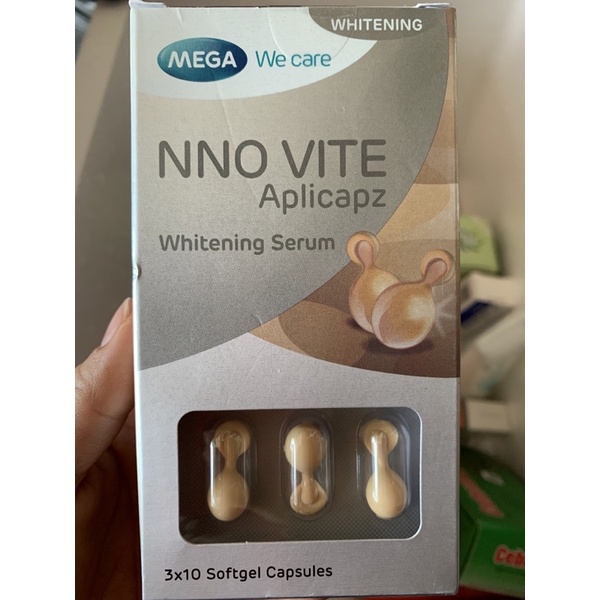 WHITENING
MEGA We care
NNO VITE
Aplicapz
Whitening Serum
3x10 Softgel Capsules